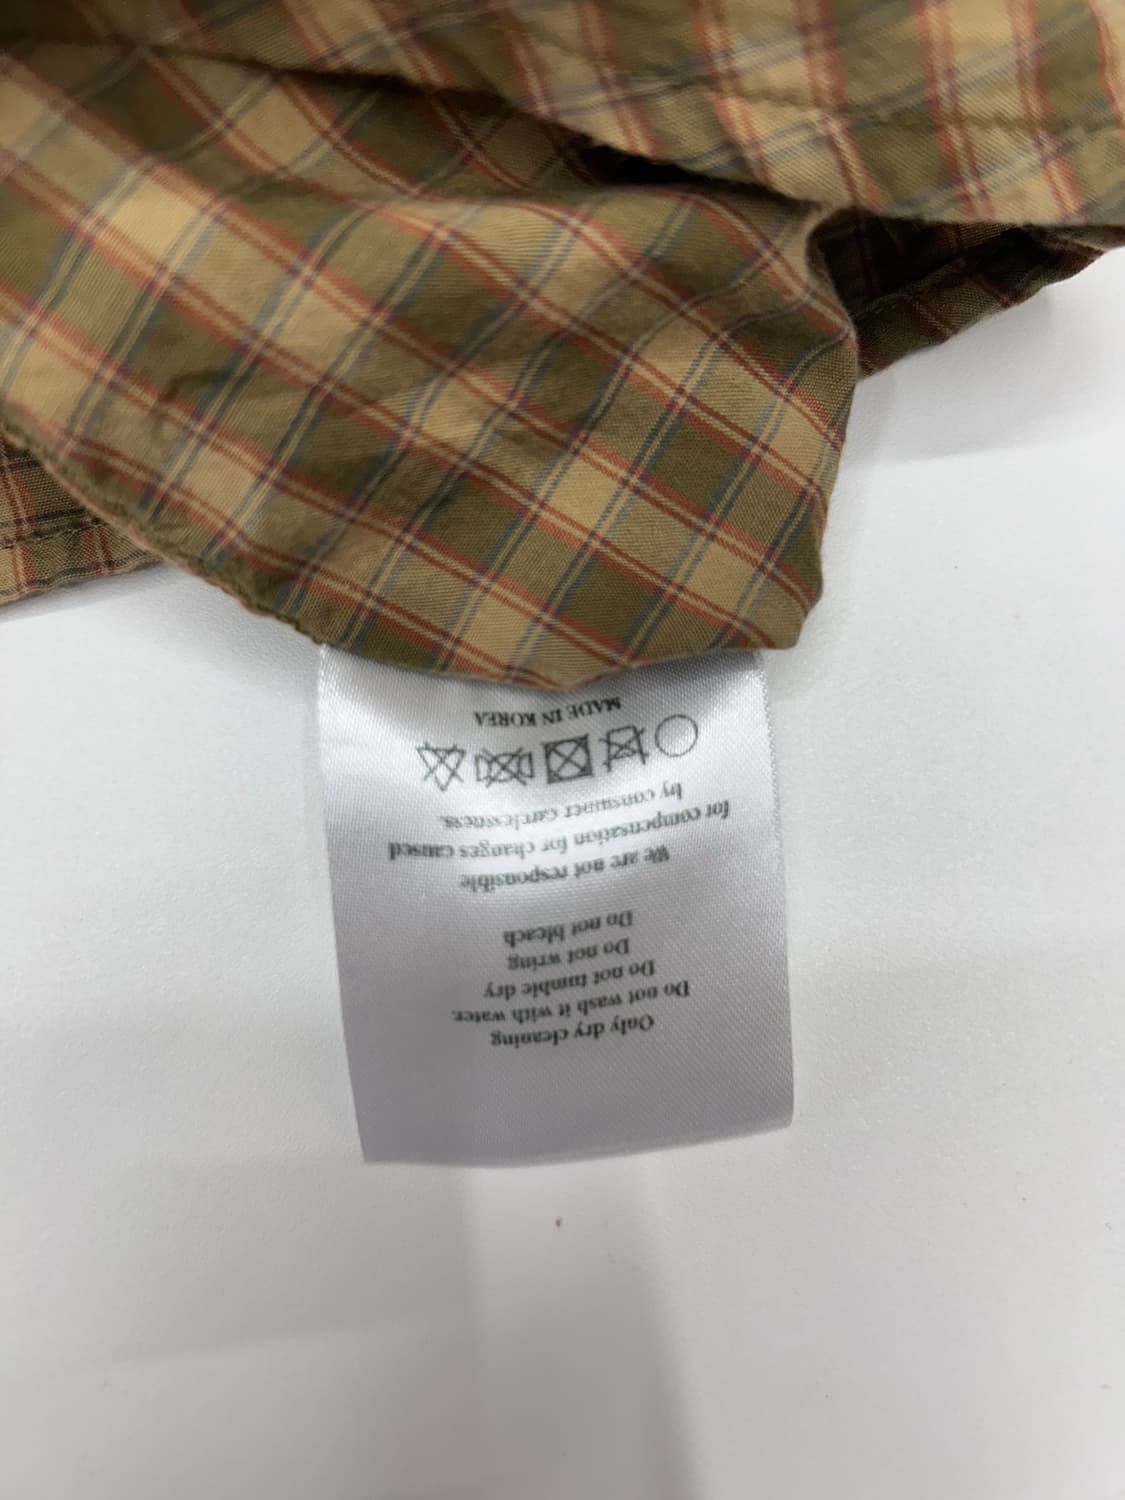 Only dry cleaning
Do not wash it with water.
Do not tumble dry
Do not wring
Do not bleach
We are not responsible
for compensation for changes caused
by consumer carelessness.
MADE IN KOREA